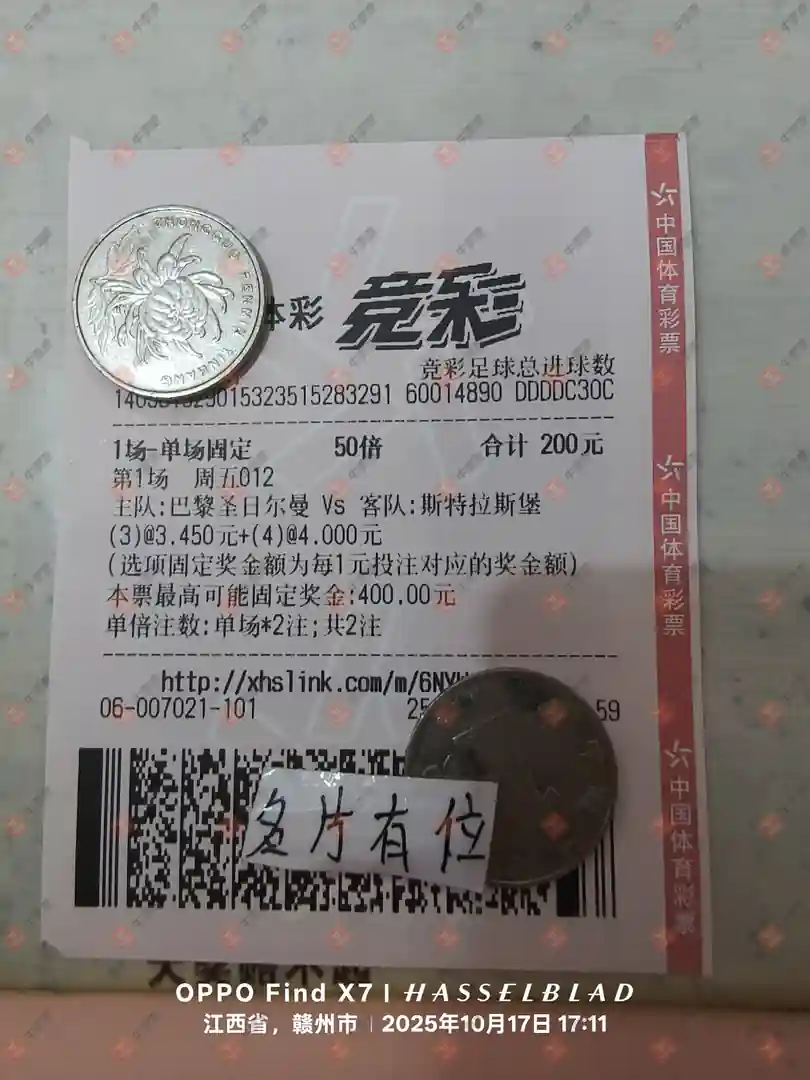 ZHONGGUO RENMIN YINHANG
体彩 竞彩
竞彩足球总进球数
15323515283291 60014890 DDDDC30C
1场-单场固定 50倍 合计 200元
第1场 周五012
主队:巴黎圣日尔曼 Vs 客队:斯特拉斯堡
(3)@3.450元+(4)@4.000元
(选项固定奖金额为每1元投注对应的奖金额)
本票最高可能固定奖金:400.00元
单倍注数:单场*2注;共2注
http://xhslink.com/m/6NY
06-007021-101 25 59
名片有位
中国体育彩票
中国体育彩票
中国体育彩票
OPPO Find X7 | HASSELBLAD
江西省，赣州市 | 2025年10月17日 17:11